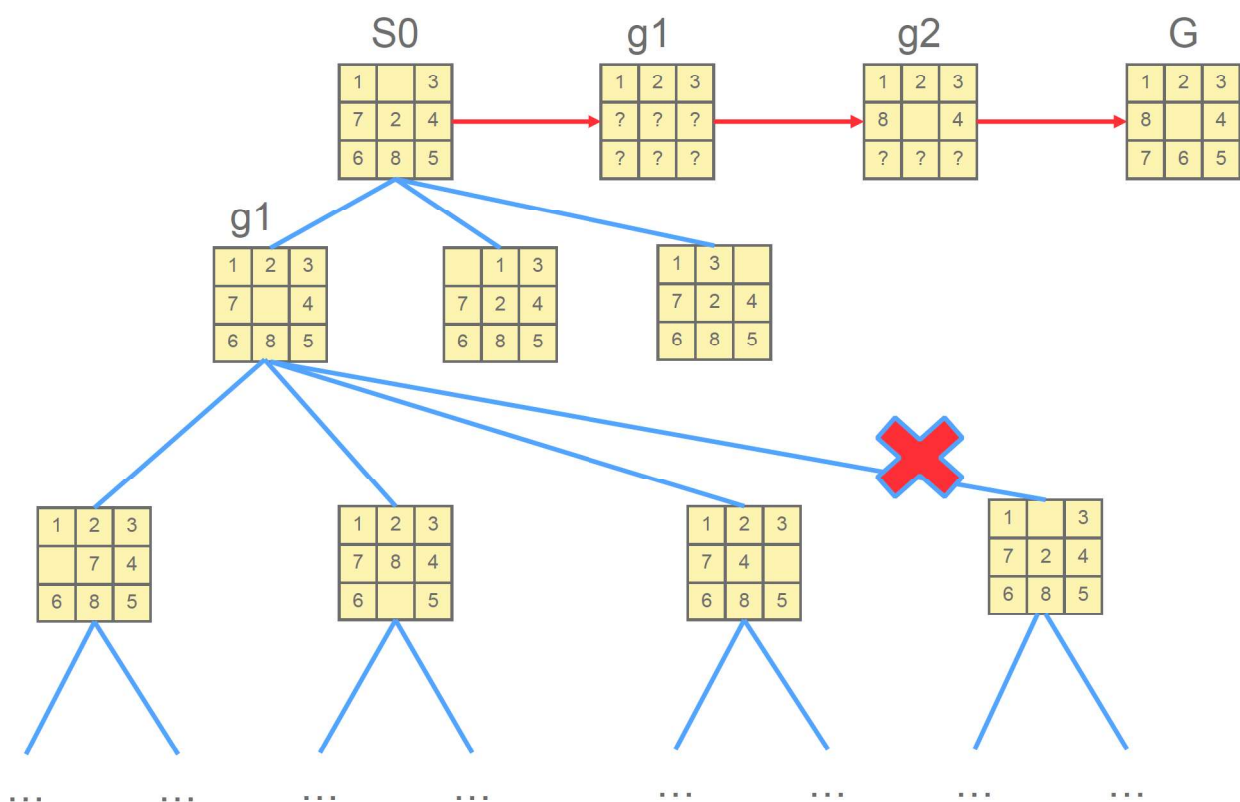 S0 g1 g2 G
1 3 1 2 3 1 2 3 1 2 3
7 2 4 ? ? ? 8 4 8 4
6 8 5 ? ? ? ? ? ? 7 6 5
g1
1 2 3 1 3 1 3
7 4 7 2 4 7 2 4
6 8 5 6 8 5 6 8 5
1 2 3 1 2 3 1 2 3 1 3
7 4 7 8 4 7 4 7 2 4
6 8 5 6 5 6 8 5 6 8 5
... ... ... ... ... ... ... ...